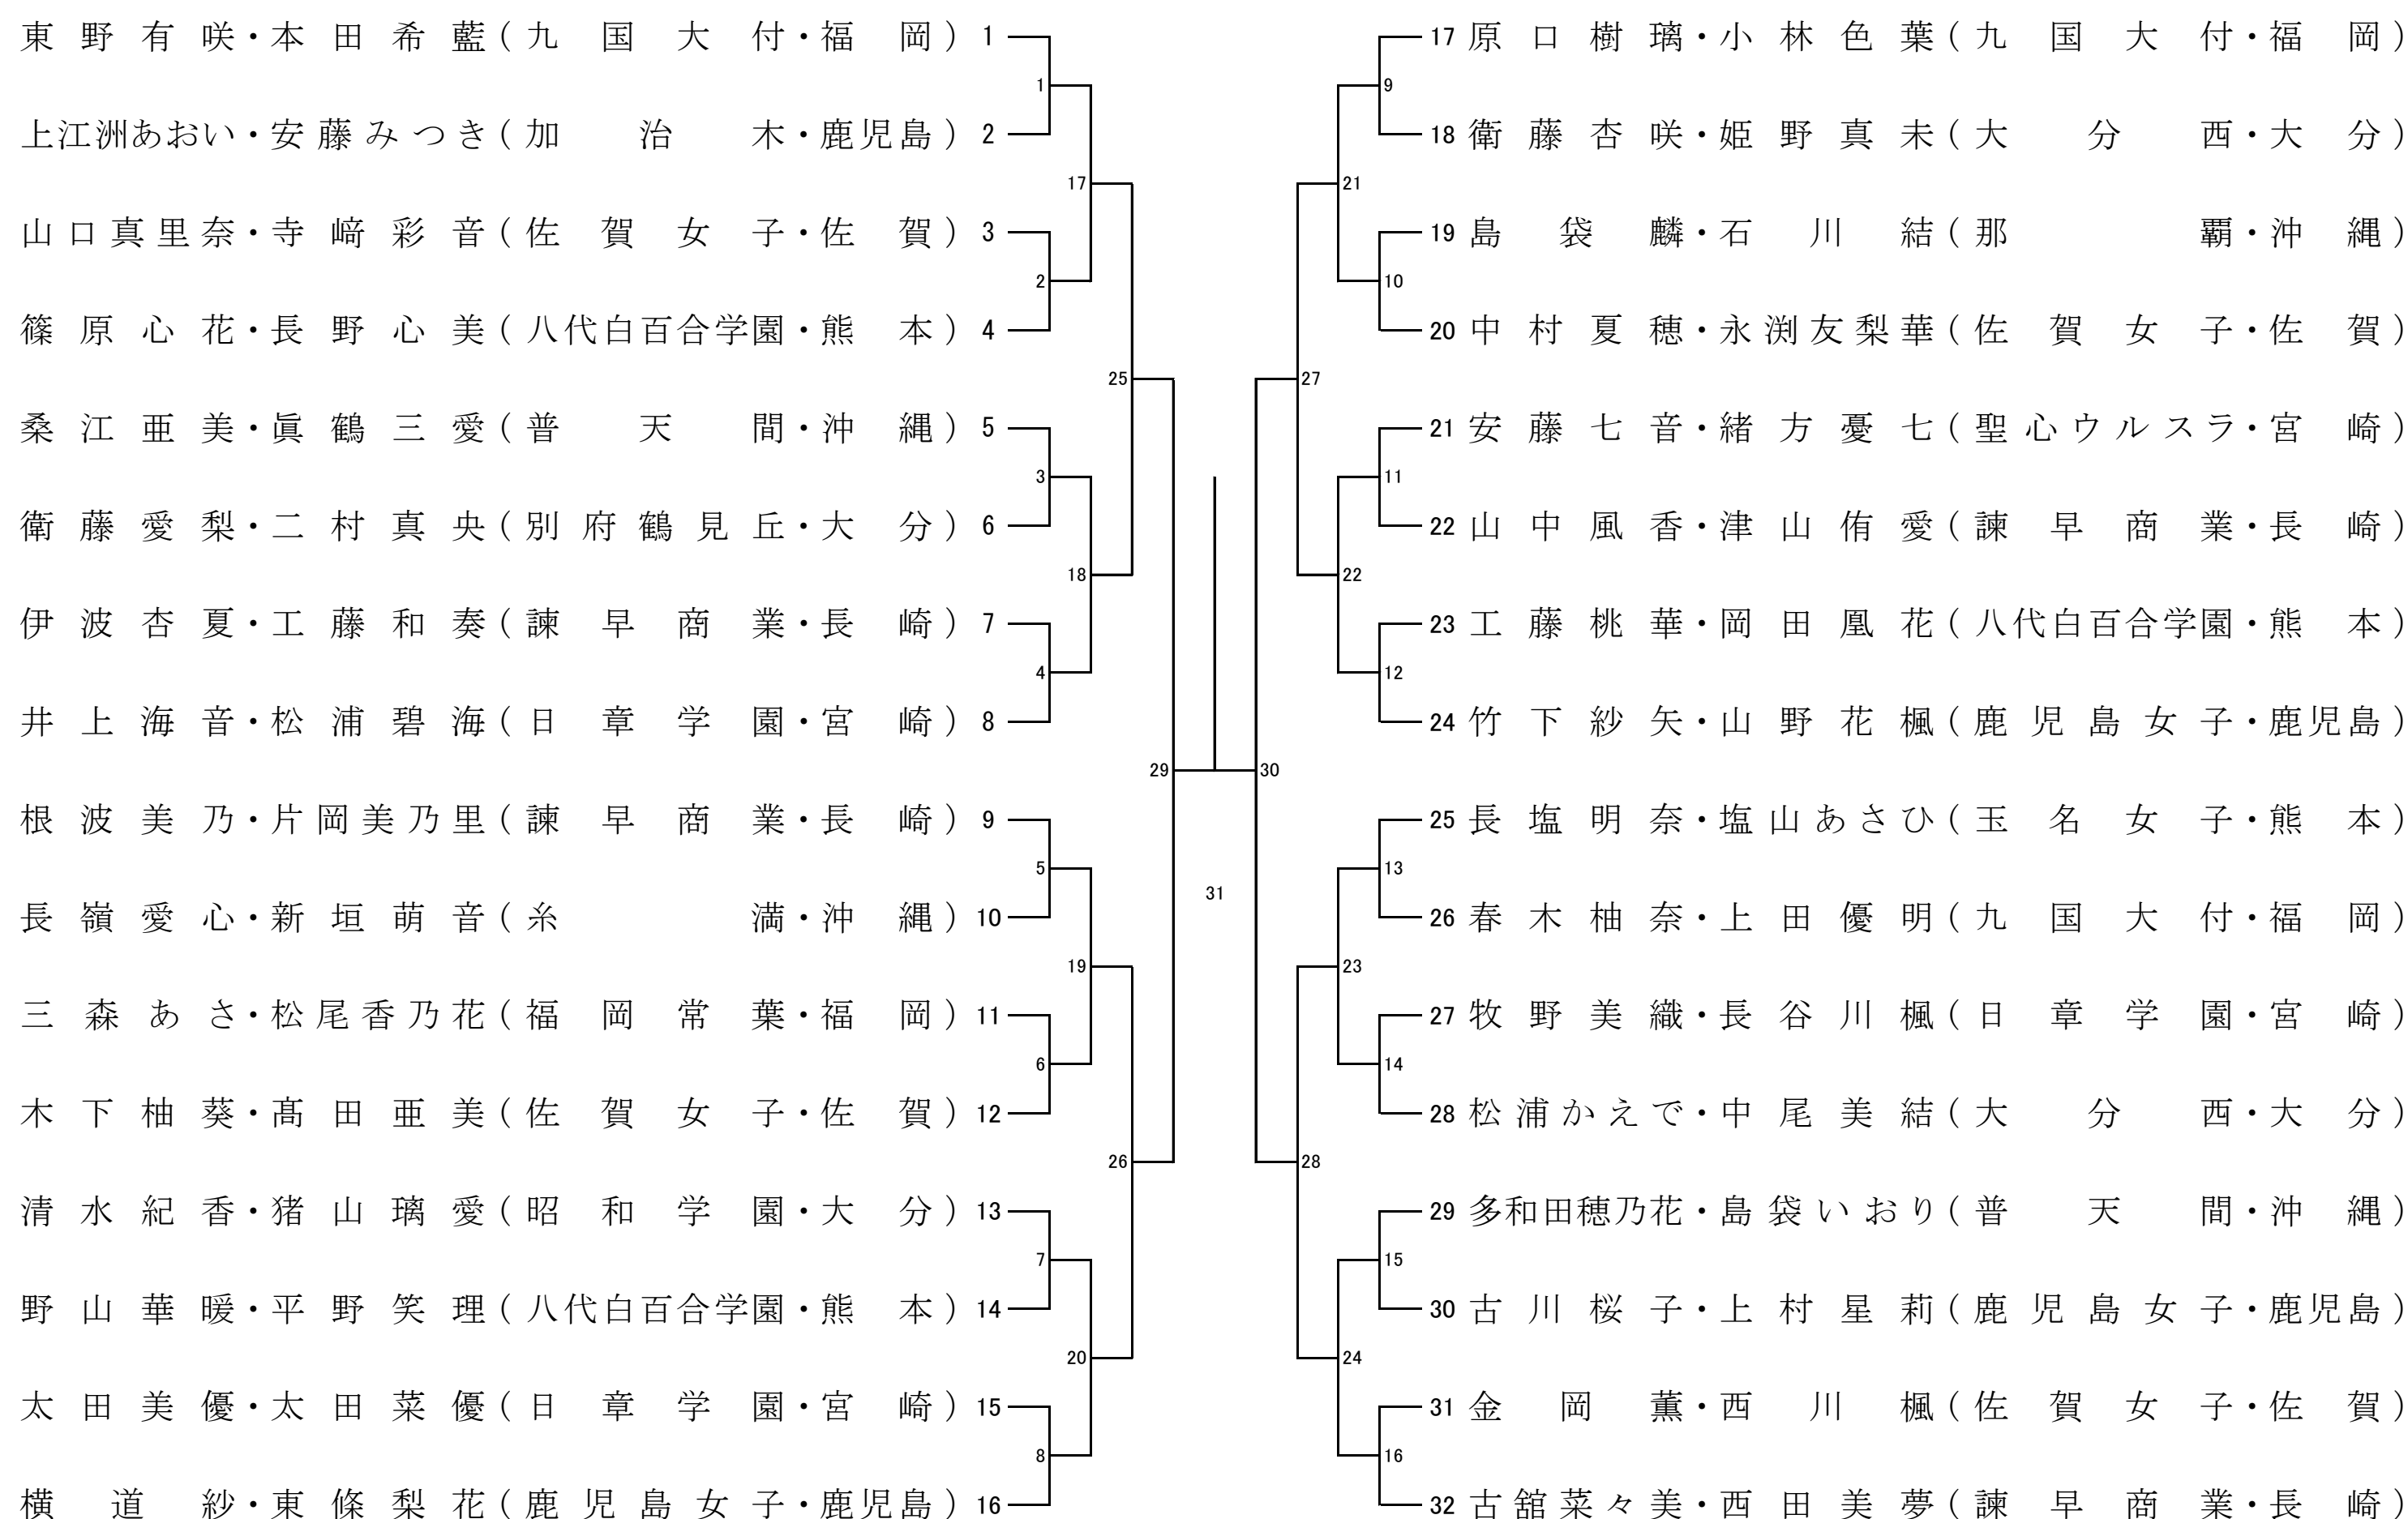 東野有咲・本田希藍(九国大付・福岡) 1
上江洲あおい・安藤みつき(加治木・鹿児島) 2
山口真里奈・寺﨑彩音(佐賀女子・佐賀) 3
篠原心花・長野心美(八代白百合学園・熊本) 4
桑江亜美・眞鶴三愛(普天間・沖縄) 5
衛藤愛梨・二村真央(別府鶴見丘・大分) 6
伊波杏夏・工藤和奏(諫早商業・長崎) 7
井上海音・松浦碧海(日章学園・宮崎) 8
根波美乃・片岡美乃里(諫早商業・長崎) 9
長嶺愛心・新垣萌音(糸満・沖縄) 10
三森あさ・松尾香乃花(福岡常葉・福岡) 11
木下柚葵・髙田亜美(佐賀女子・佐賀) 12
清水紀香・猪山璃愛(昭和学園・大分) 13
野山華暖・平野笑理(八代白百合学園・熊本) 14
太田美優・太田菜優(日章学園・宮崎) 15
横道紗・東條梨花(鹿児島女子・鹿児島) 16
1
2
3
4
5
6
7
8
17
18
19
20
25
26
29
31
30
27
28
21
22
23
24
9
10
11
12
13
14
15
16
17 原口樹璃・小林色葉(九国大付・福岡)
18 衛藤杏咲・姫野真未(大分西・大分)
19 島袋麟・石川結(那覇・沖縄)
20 中村夏穂・永渕友梨華(佐賀女子・佐賀)
21 安藤七音・緒方憂七(聖心ウルスラ・宮崎)
22 山中風香・津山侑愛(諫早商業・長崎)
23 工藤桃華・岡田凰花(八代白百合学園・熊本)
24 竹下紗矢・山野花楓(鹿児島女子・鹿児島)
25 長塩明奈・塩山あさひ(玉名女子・熊本)
26 春木柚奈・上田優明(九国大付・福岡)
27 牧野美織・長谷川楓(日章学園・宮崎)
28 松浦かえで・中尾美結(大分西・大分)
29 多和田穂乃花・島袋いおり(普天間・沖縄)
30 古川桜子・上村星莉(鹿児島女子・鹿児島)
31 金岡薫・西川楓(佐賀女子・佐賀)
32 古舘菜々美・西田美夢(諫早商業・長崎)